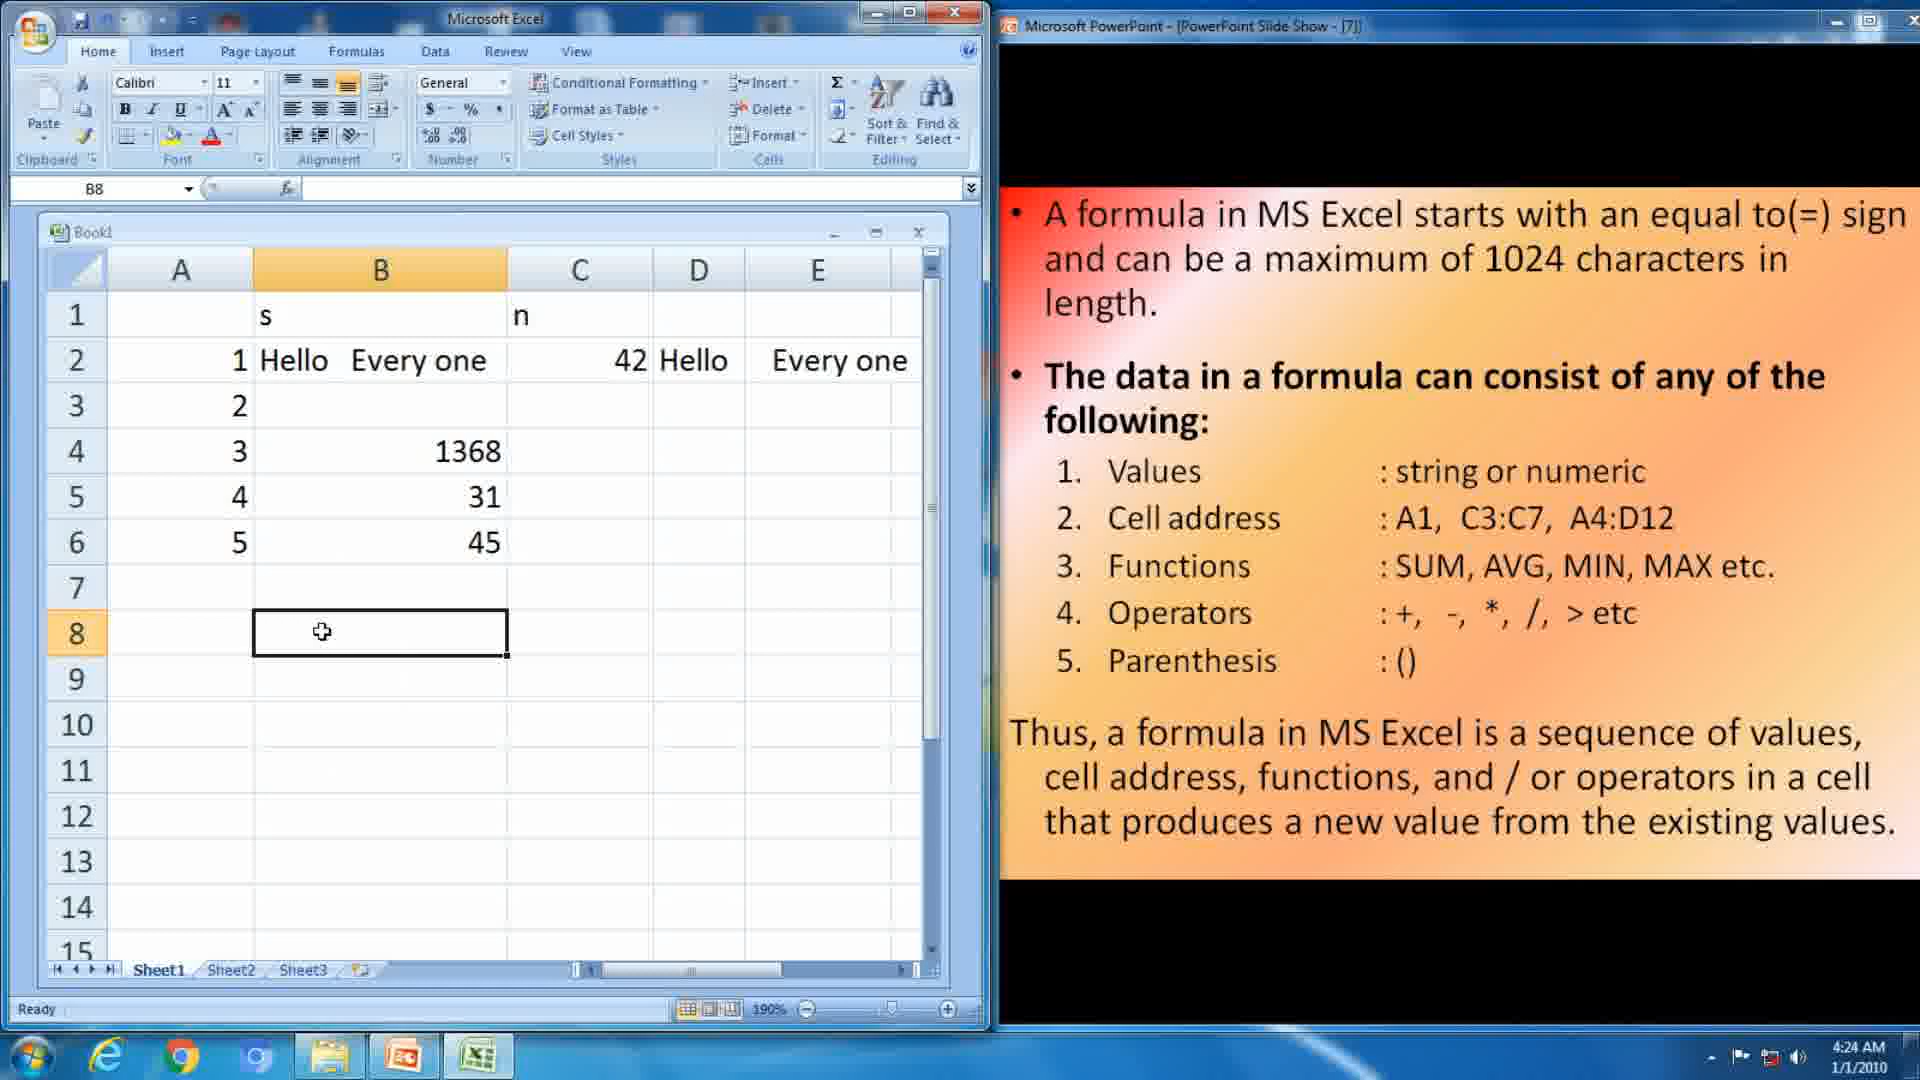 Microsoft Excel
Home Insert Page Layout Formulas Data Review View
Paste
Clipboard
Calibri 11
B I U A A
Font
Alignment
General
$ % ,
Number
Conditional Formatting
Format as Table
Cell Styles
Styles
Insert
Delete
Format
Cells
Σ
Sort & Filter
Find & Select
Editing
B8 fx
Book1
A B C D E
1 s n
2 1 Hello Every one 42 Hello Every one
3 2
4 3 1368
5 4 31
6 5 45
7
8
9
10
11
12
13
14
15
Sheet1 Sheet2 Sheet3
Ready 190%
Microsoft PowerPoint - [PowerPoint Slide Show - [7]]
• A formula in MS Excel starts with an equal to(=) sign
and can be a maximum of 1024 characters in
length.
• The data in a formula can consist of any of the
following:
1. Values : string or numeric
2. Cell address : A1, C3:C7, A4:D12
3. Functions : SUM, AVG, MIN, MAX etc.
4. Operators : +, -, *, /, > etc
5. Parenthesis : ()
Thus, a formula in MS Excel is a sequence of values,
cell address, functions, and / or operators in a cell
that produces a new value from the existing values.
4:24 AM
1/1/2010